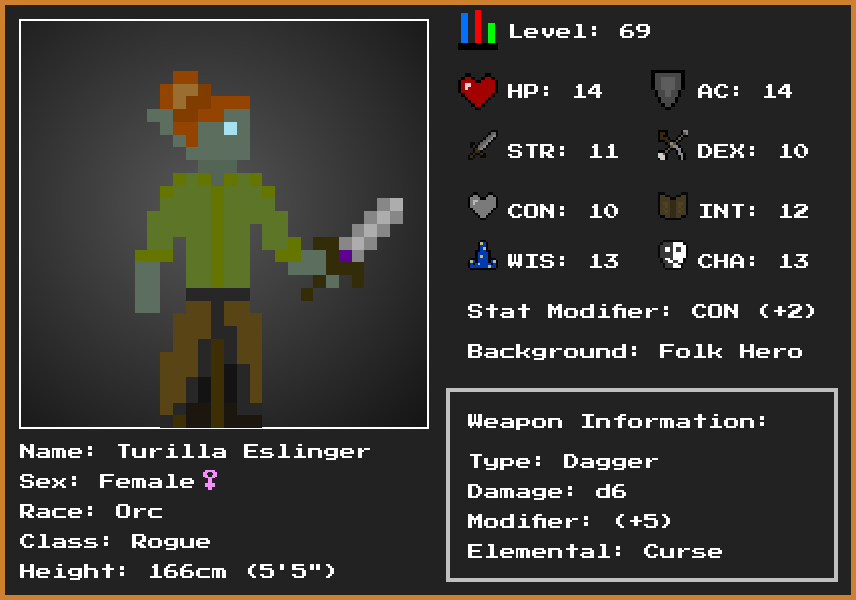 Level: 69
HP: 14
AC: 14
STR: 11
DEX: 10
CON: 10
INT: 12
WIS: 13
CHA: 13
Stat Modifier: CON (+2)
Background: Folk Hero
Weapon Information:
Type: Dagger
Damage: d6
Modifier: (+5)
Elemental: Curse
Name: Turilla Eslinger
Sex: Female♀
Race: Orc
Class: Rogue
Height: 166cm (5'5")